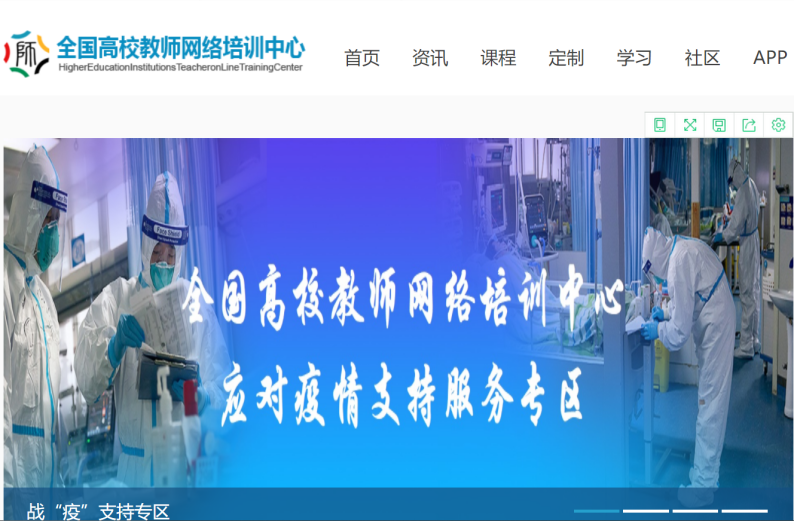 師
全国高校教师网络培训中心
HigherEducationInstitutionsTeacheronLineTrainingCenter
首页 资讯 课程 定制 学习 社区 APP
全国高校教师网络培训中心
应对疫情支持服务专区
战“疫”支持专区